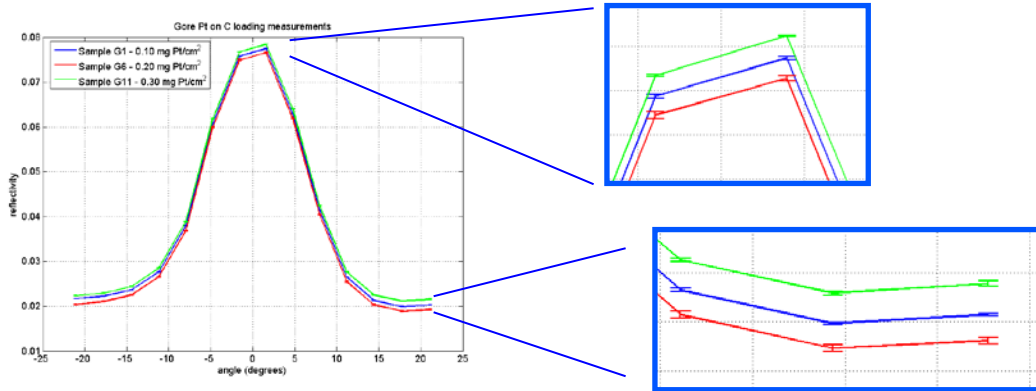 Gore Pt on C loading measurements
0.08
0.07
0.06
0.05
0.04
0.03
0.02
0.01
reflectivity
Sample G1 - 0.10 mg Pt/cm²
Sample G6 - 0.20 mg Pt/cm²
Sample G11 - 0.30 mg Pt/cm²
-25 -20 -15 -10 -5 0 5 10 15 20 25
angle (degrees)